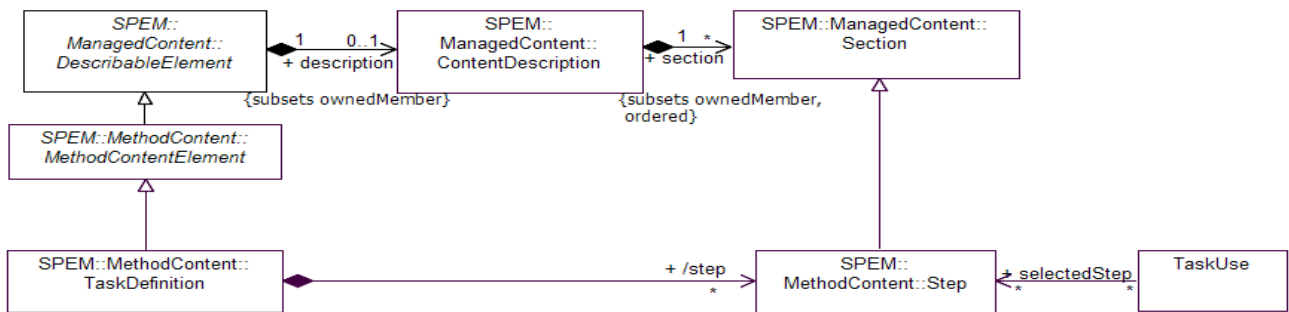 SPEM::
ManagedContent::
DescribableElement
1
0..1
+ description
{subsets ownedMember}
SPEM::
ManagedContent::
ContentDescription
1
*
+ section
{subsets ownedMember,
ordered}
SPEM::ManagedContent::
Section
SPEM::MethodContent::
MethodContentElement
SPEM::MethodContent::
TaskDefinition
+ /step
*
SPEM::
MethodContent::Step
+ selectedStep
*
*
TaskUse